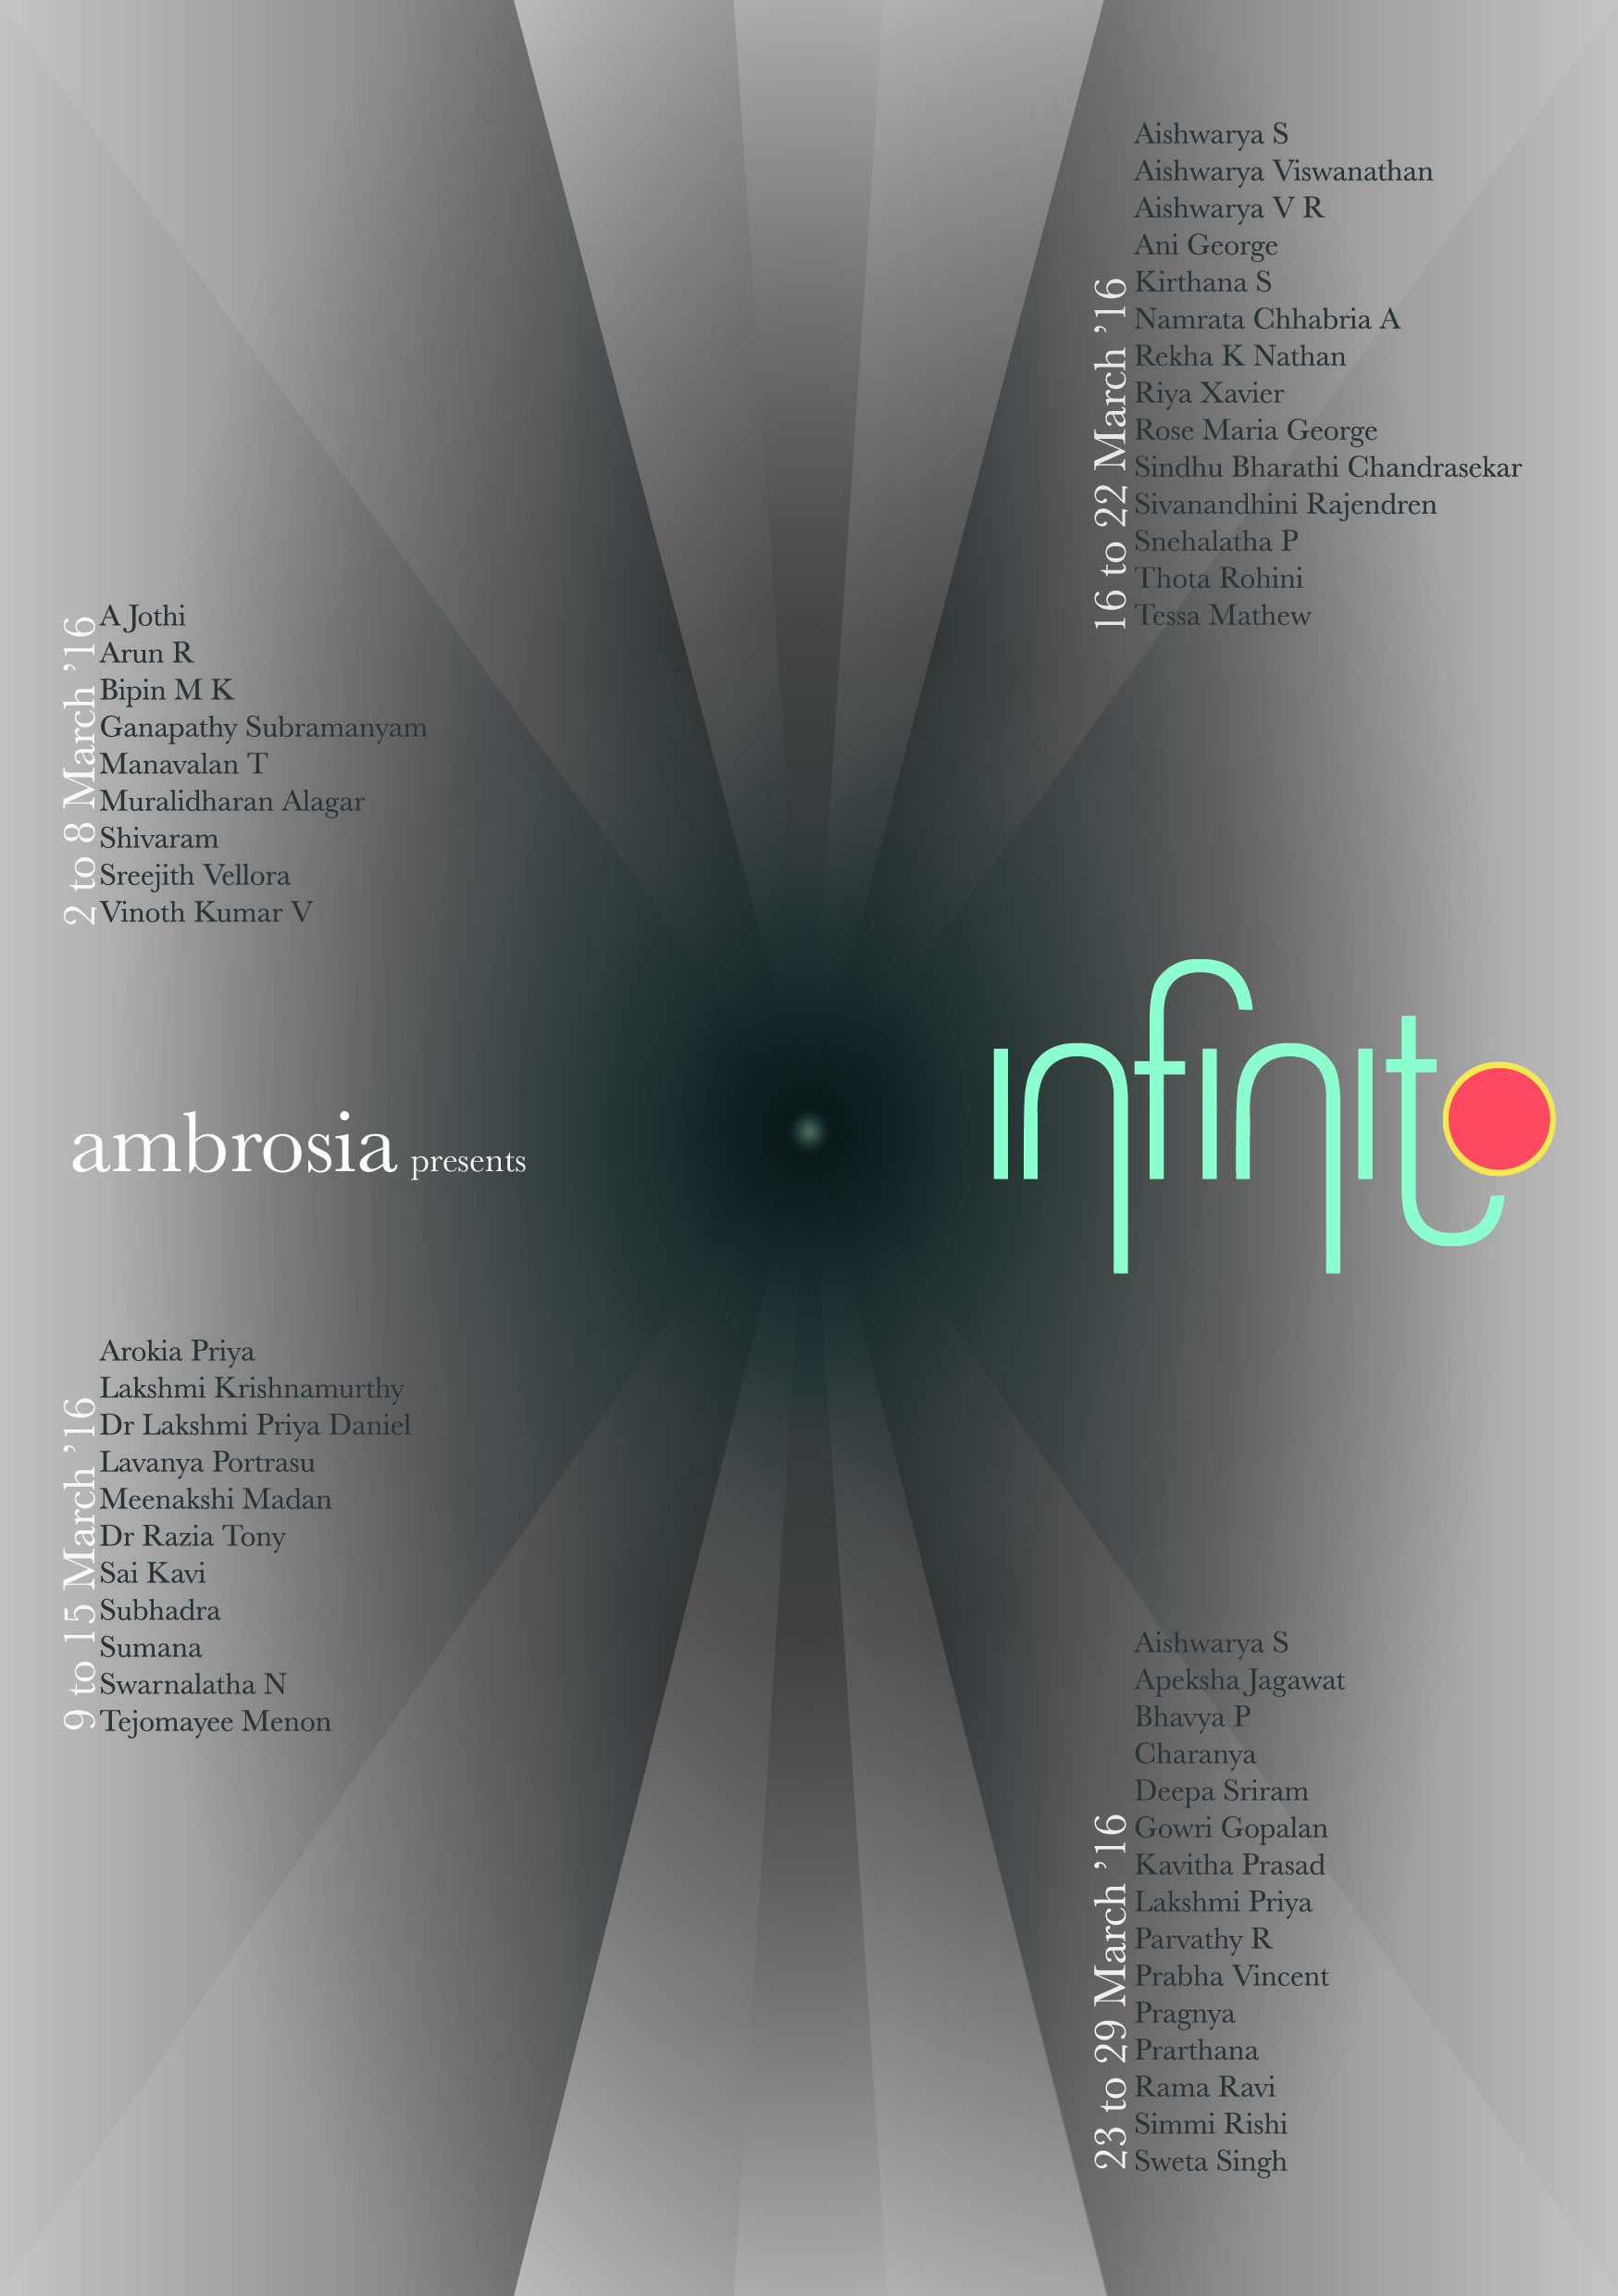 2 to 8 March ’16
A Jothi
Arun R
Bipin M K
Ganapathy Subramanyam
Manavalan T
Muralidharan Alagar
Shivaram
Sreejith Vellora
Vinoth Kumar V
16 to 22 March ’16
Aishwarya S
Aishwarya Viswanathan
Aishwarya V R
Ani George
Kirthana S
Namrata Chhabria A
Rekha K Nathan
Riya Xavier
Rose Maria George
Sindhu Bharathi Chandrasekar
Sivanandhini Rajendren
Snehalatha P
Thota Rohini
Tessa Mathew
ambrosia presents
infinito
9 to 15 March ’16
Arokia Priya
Lakshmi Krishnamurthy
Dr Lakshmi Priya Daniel
Lavanya Portrasu
Meenakshi Madan
Dr Razia Tony
Sai Kavi
Subhadra
Sumana
Swarnalatha N
Tejomayee Menon
23 to 29 March ’16
Aishwarya S
Apeksha Jagawat
Bhavya P
Charanya
Deepa Sriram
Gowri Gopalan
Kavitha Prasad
Lakshmi Priya
Parvathy R
Prabha Vincent
Pragnya
Prarthana
Rama Ravi
Simmi Rishi
Sweta Singh